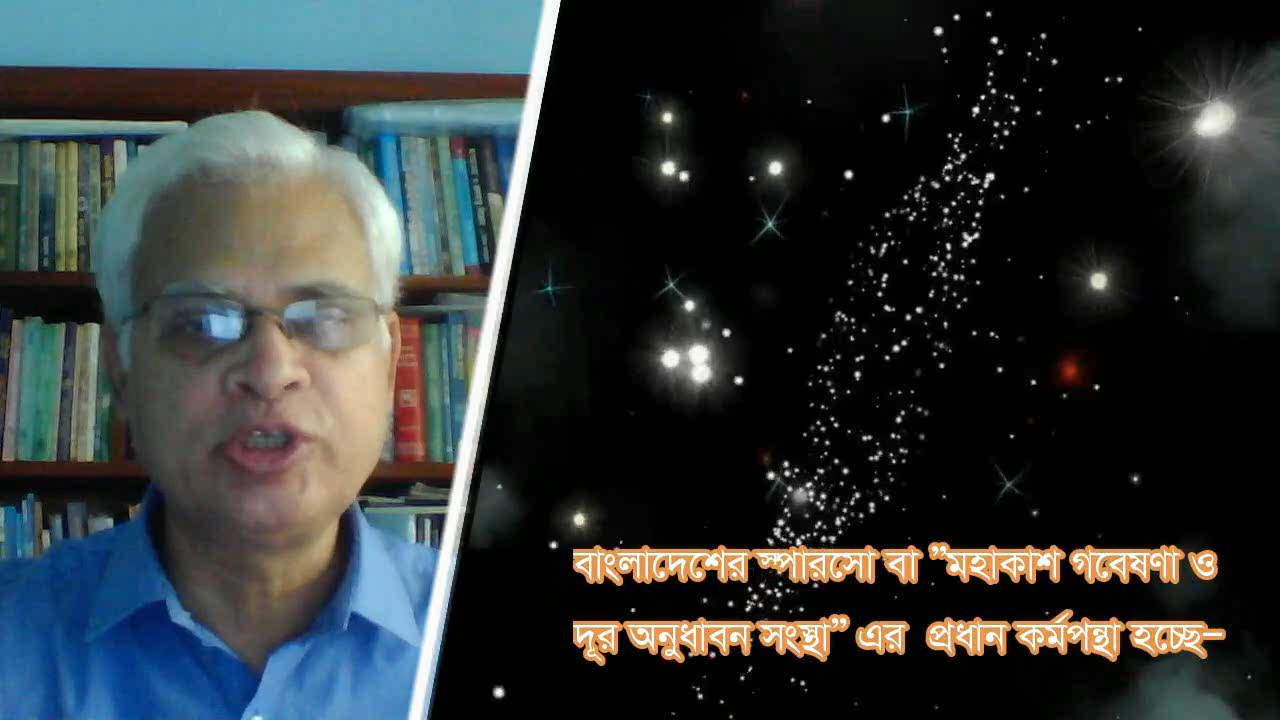 বাংলাদেশের স্পারসো বা ”মহাকাশ গবেষণা ও
দূর অনুধাবন সংস্থা” এর প্রধান কর্মপন্থা হচ্ছে-